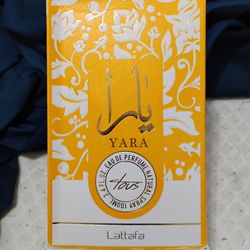 يارا
YARA
3.4 FL.OZ. EAU DE PERFUME NATURAL SPRAY 100ML
Tous
Lattafa